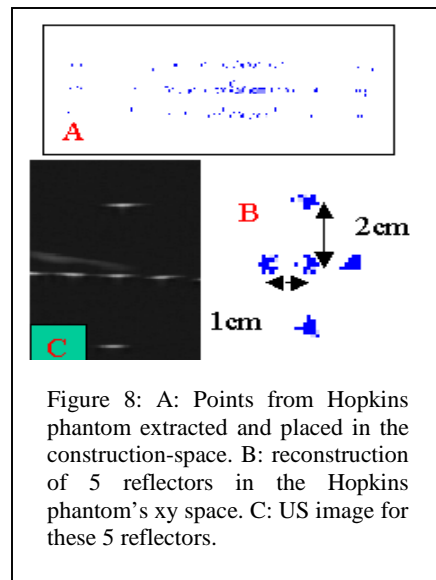 A
B
2cm
1cm
C
Figure 8: A: Points from Hopkins
phantom extracted and placed in the
construction-space. B: reconstruction
of 5 reflectors in the Hopkins
phantom's xy space. C: US image for
these 5 reflectors.